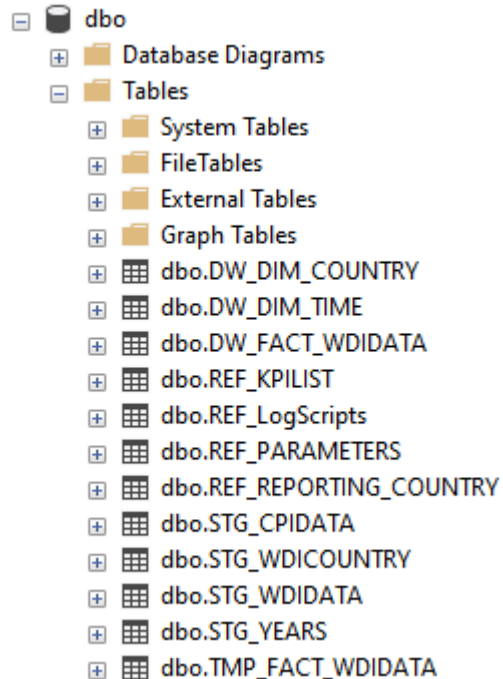 dbo
Database Diagrams
Tables
System Tables
FileTables
External Tables
Graph Tables
dbo.DW_DIM_COUNTRY
dbo.DW_DIM_TIME
dbo.DW_FACT_WDIDATA
dbo.REF_KPILIST
dbo.REF_LogScripts
dbo.REF_PARAMETERS
dbo.REF_REPORTING_COUNTRY
dbo.STG_CPIDATA
dbo.STG_WDICOUNTRY
dbo.STG_WDIDATA
dbo.STG_YEARS
dbo.TMP_FACT_WDIDATA